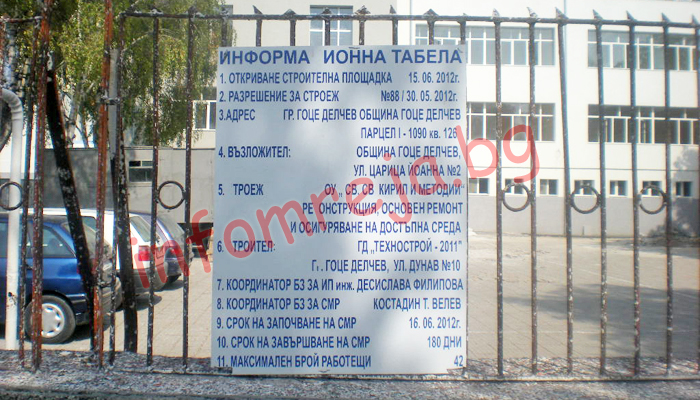 ИНФОРМА ИОННА ТАБЕЛА
1. ОТКРИВАНЕ СТРОИТЕЛНА ПЛОЩАДКА 15. 06. 2012г.
2. РАЗРЕШЕНИЕ ЗА СТРОЕЖ №88 / 30. 05. 2012г.
3.АДРЕС ГР. ГОЦЕ ДЕЛЧЕВ ОБЩИНА ГОЦЕ ДЕЛЧЕВ
ПАРЦЕЛ I - 1090 кв. 126
4. ВЪЗЛОЖИТЕЛ: ОБЩИНА ГОЦЕ ДЕЛЧЕВ,
УЛ. ЦАРИЦА ИОАННА №2
5. ТРОЕЖ ОУ „ СВ. СВ КИРИЛ И МЕТОДИЙ"
РЕ ОНСТРУКЦИЯ, ОСНОВЕН РЕМОНТ
И ОСИГУРЯВАНЕ НА ДОСТЪПНА СРЕДА
6. ТРОИТЕЛ: ГД „ТЕХНОСТРОЙ - 2011"
Г. . ГОЦЕ ДЕЛЧЕВ, УЛ. ДУНАВ №10
7. КООРДИНАТОР БЗ ЗА ИП инж. ДЕСИСЛАВА ФИЛИПОВА
8. КООРДИНАТОР БЗ ЗА СМР КОСТАДИН Т. ВЕЛЕВ
9. СРОК НА ЗАПОЧВАНЕ НА СМР 16. 06. 2012г.
10. СРОК НА ЗАВЪРШВАНЕ НА СМР 180 ДНИ
11. МАКСИМАЛЕН БРОЙ РАБОТЕЩИ 42
infomreja.bg